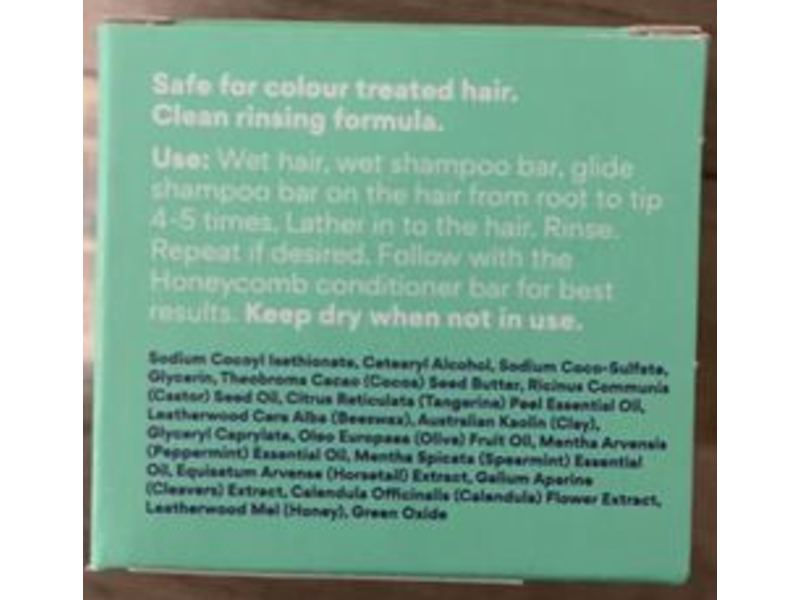 Safe for colour treated hair.
Clean rinsing formula.
Use: Wet hair, wet shampoo bar, glide
shampoo bar on the hair from root to tip
4-5 times. Lather in to the hair. Rinse.
Repeat if desired. Follow with the
Honeycomb conditioner bar for best
results. Keep dry when not in use.
Sodium Cocoyl Isethionate, Cetearyl Alcohol, Sodium Coco-Sulfate,
Glycerin, Theobroma Cacao (Cocoa) Seed Butter, Ricinus Communis
(Castor) Seed Oil, Citrus Reticulata (Tangerine) Peel Essential Oil,
Leatherwood Cera Alba (Beeswax), Australian Kaolin (Clay),
Glyceryl Caprylate, Oleo Europaea (Olive) Fruit Oil, Mentha Arvensis
(Peppermint) Essential Oil, Mentha Spicata (Spearmint) Essential
Oil, Equisetum Arvense (Horsetail) Extract, Galium Aparine
(Cleavers) Extract, Calendula Officinalis (Calendula) Flower Extract,
Leatherwood Mel (Honey), Green Oxide